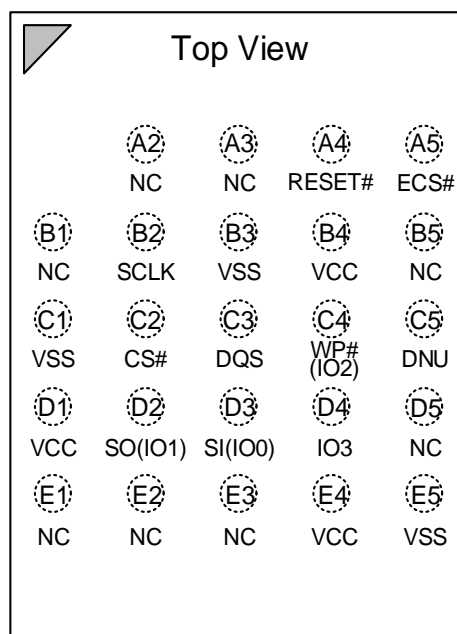 Top View
A2 A3 A4 A5
NC NC RESET# ECS#
B1 B2 B3 B4 B5
NC SCLK VSS VCC NC
C1 C2 C3 C4 C5
VSS CS# DQS WP# (IO2) DNU
D1 D2 D3 D4 D5
VCC SO(IO1) SI(IO0) IO3 NC
E1 E2 E3 E4 E5
NC NC NC VCC VSS